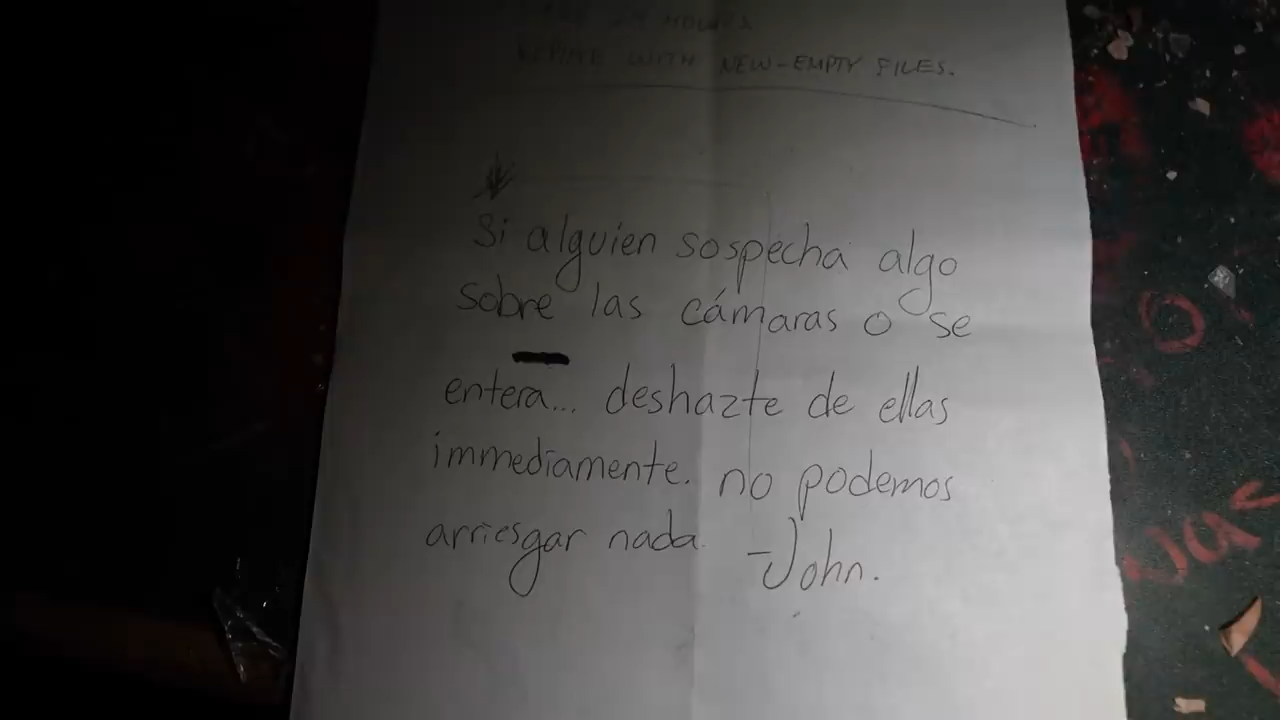 HOURS
WITH NEW-EMPTY FILES.
Si alguien sospecha algo
sobre las cámaras o se
entera... deshazte de ellas
immediamente. no podemos
arriesgar nada. -John.